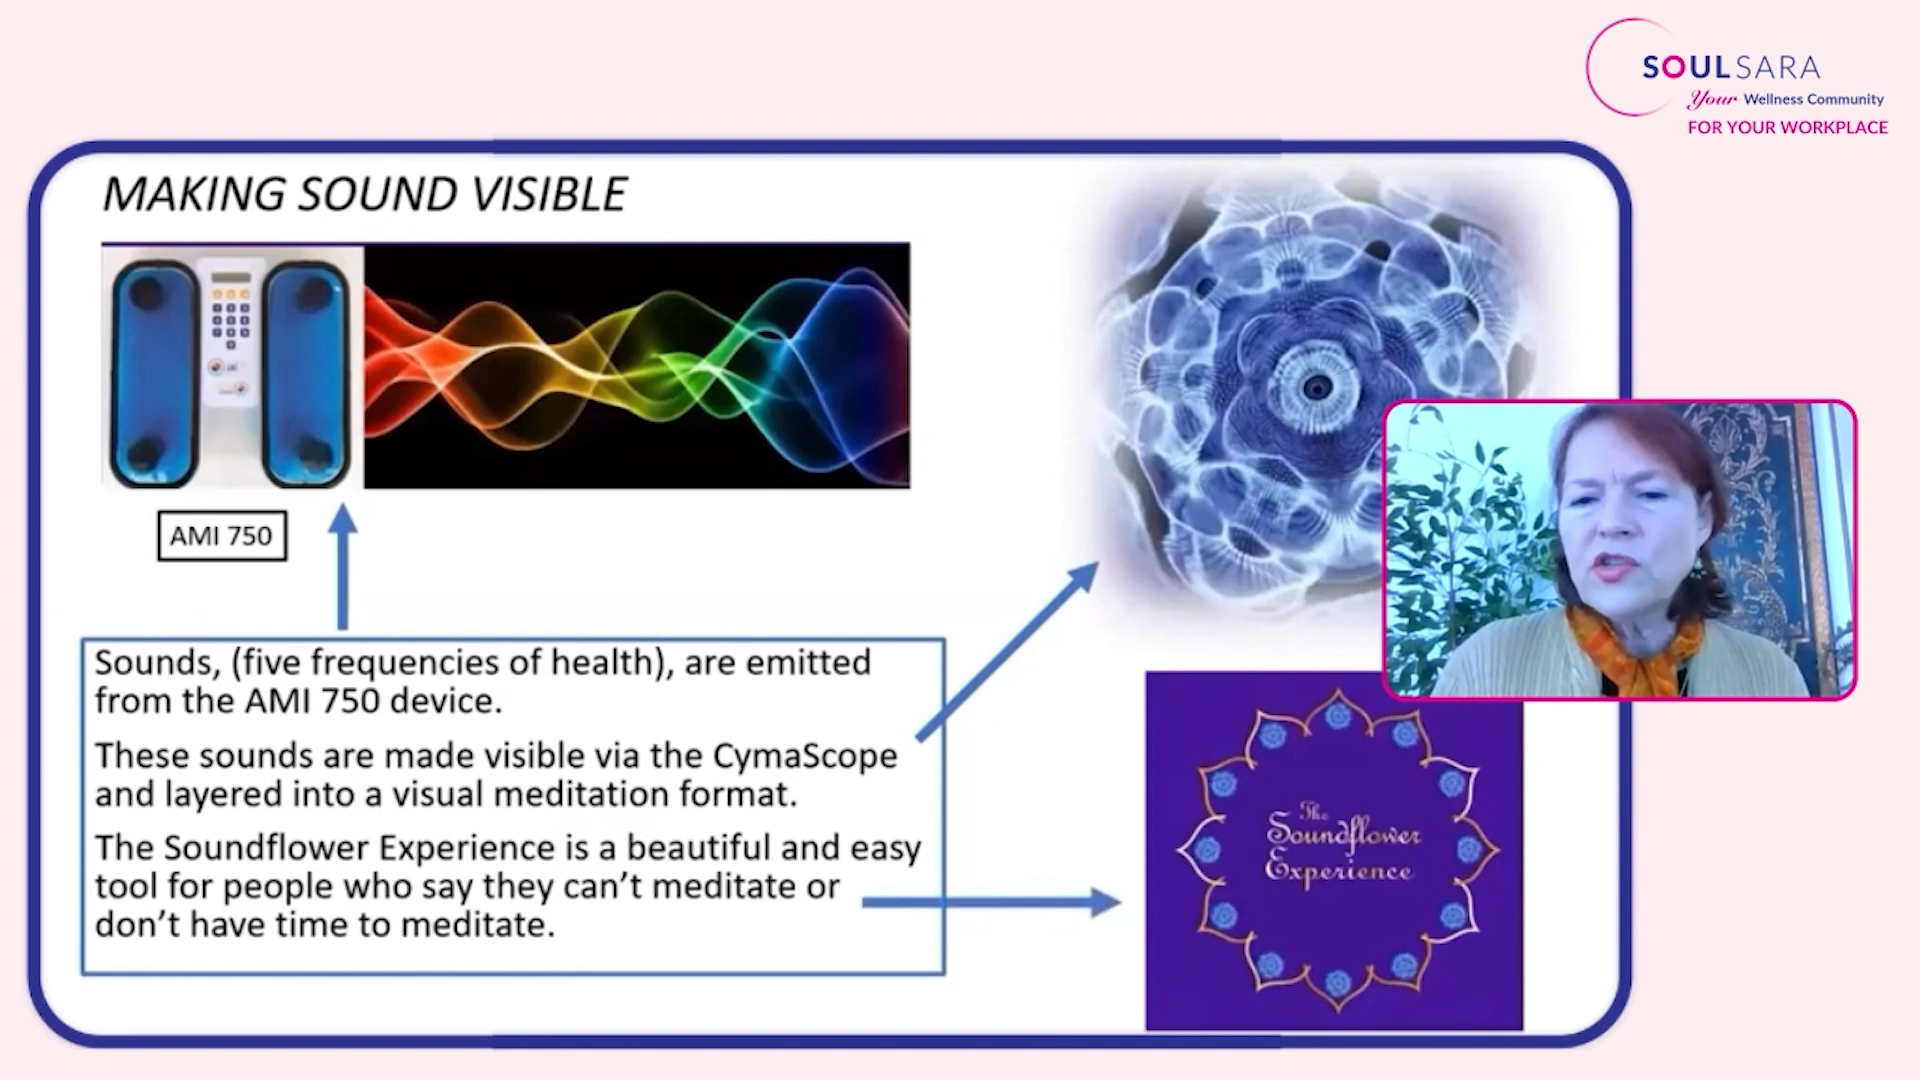 SOULSARA
Your Wellness Community
FOR YOUR WORKPLACE
MAKING SOUND VISIBLE
AMI 750
Sounds, (five frequencies of health), are emitted
from the AMI 750 device.
These sounds are made visible via the CymaScope
and layered into a visual meditation format.
The Soundflower Experience is a beautiful and easy
tool for people who say they can’t meditate or
don’t have time to meditate.
The
Soundflower
Experience